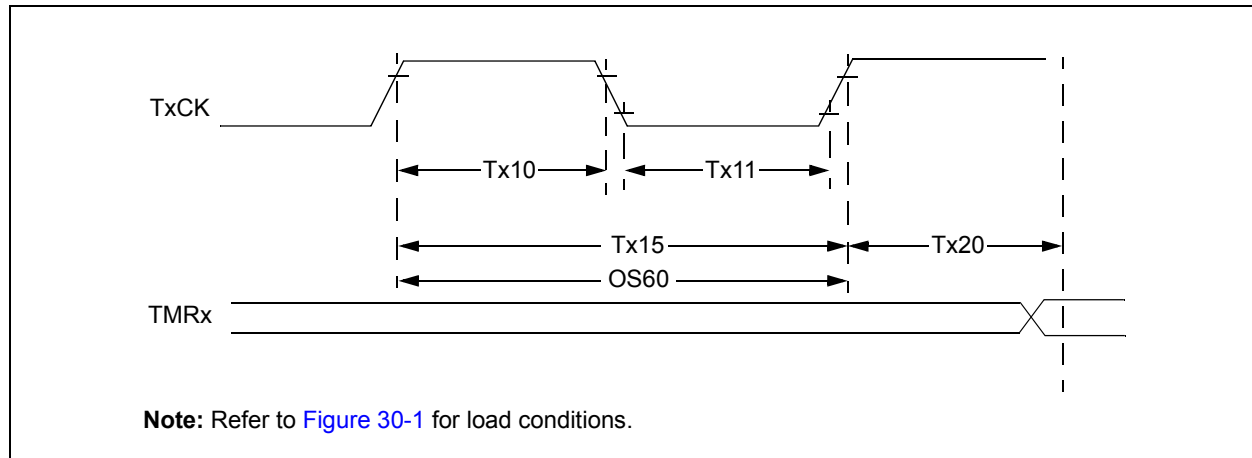 TxCK
Tx10
Tx11
Tx15
Tx20
OS60
TMRx
Note: Refer to Figure 30-1 for load conditions.